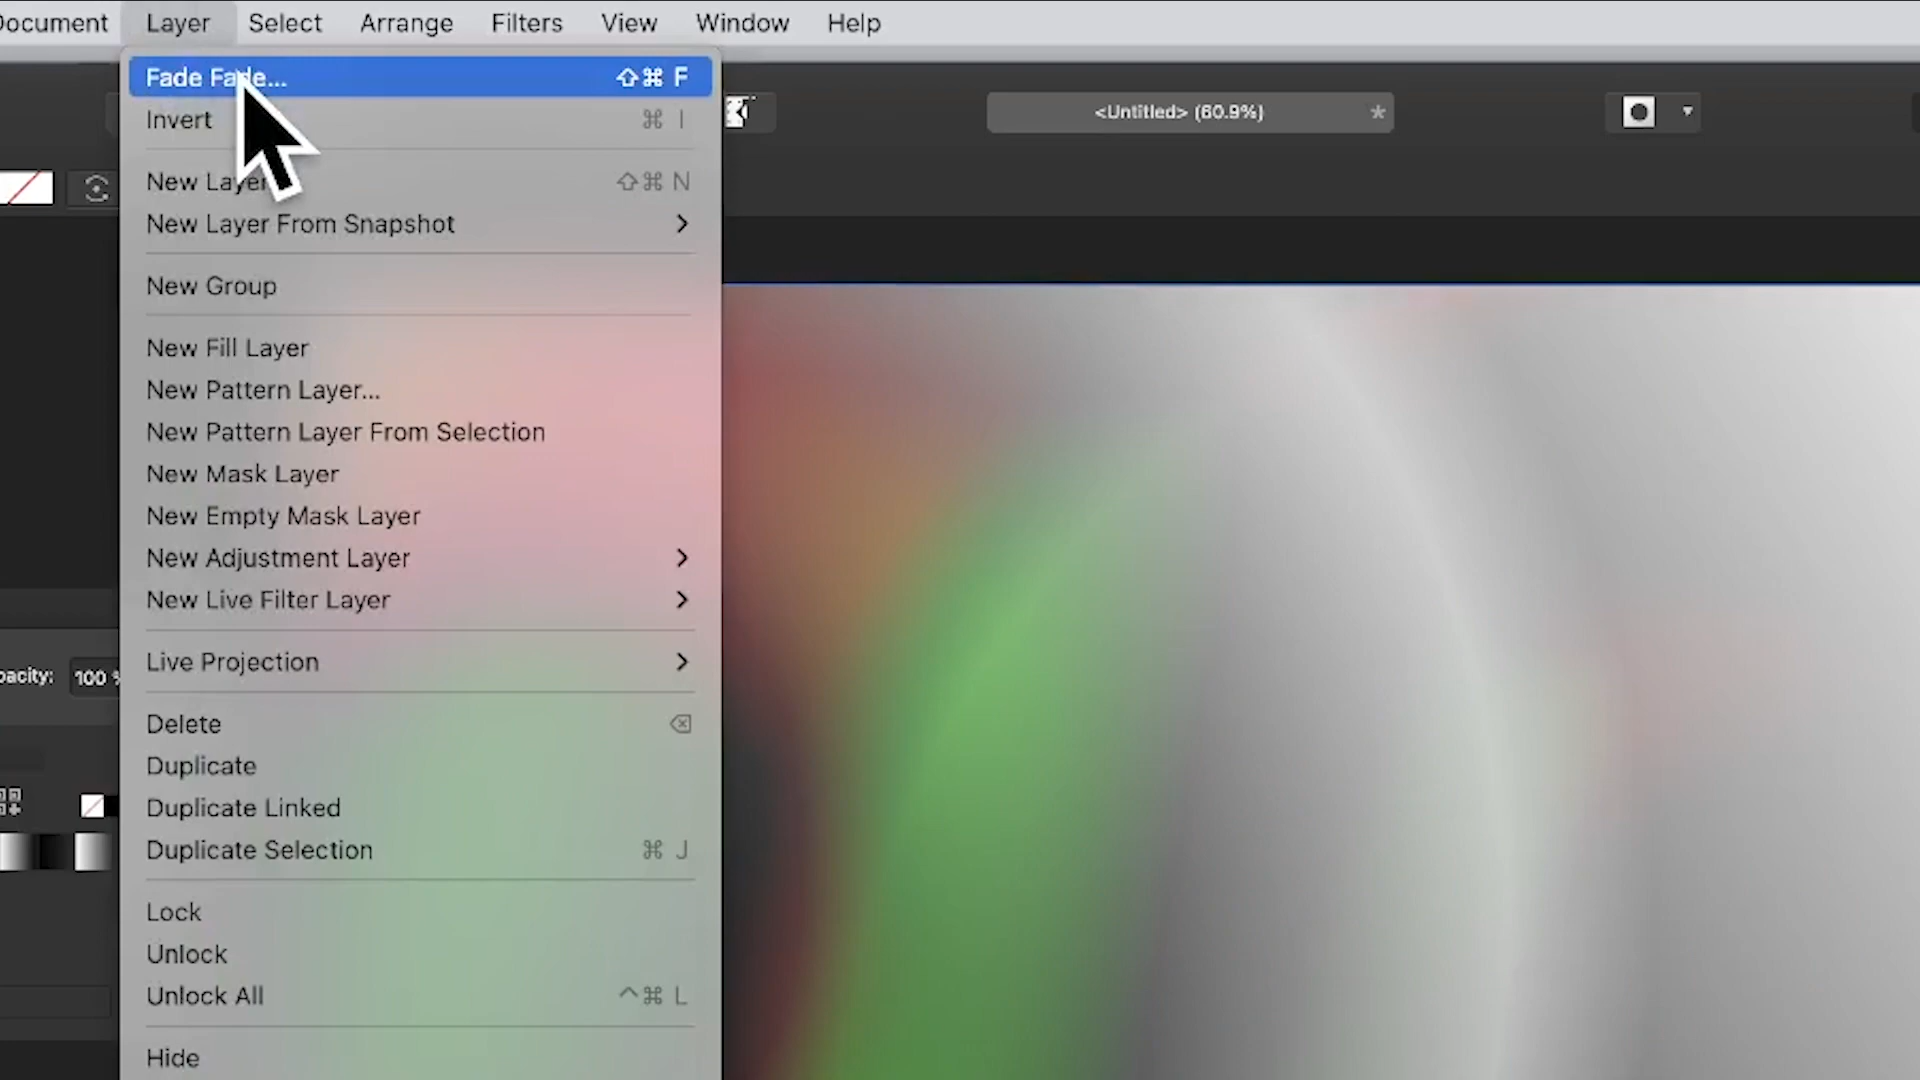 Document Layer Select Arrange Filters View Window Help
Fade Fade... ⇧⌘ F
Invert ⌘ I
<Untitled> (60.9%) *
New Layer ⇧⌘ N
New Layer From Snapshot
New Group
New Fill Layer
New Pattern Layer...
New Pattern Layer From Selection
New Mask Layer
New Empty Mask Layer
New Adjustment Layer
New Live Filter Layer
Live Projection
pacity: 100 %
Delete ⌫
Duplicate
Duplicate Linked
Duplicate Selection ⌘ J
Lock
Unlock
Unlock All ^⌘ L
Hide